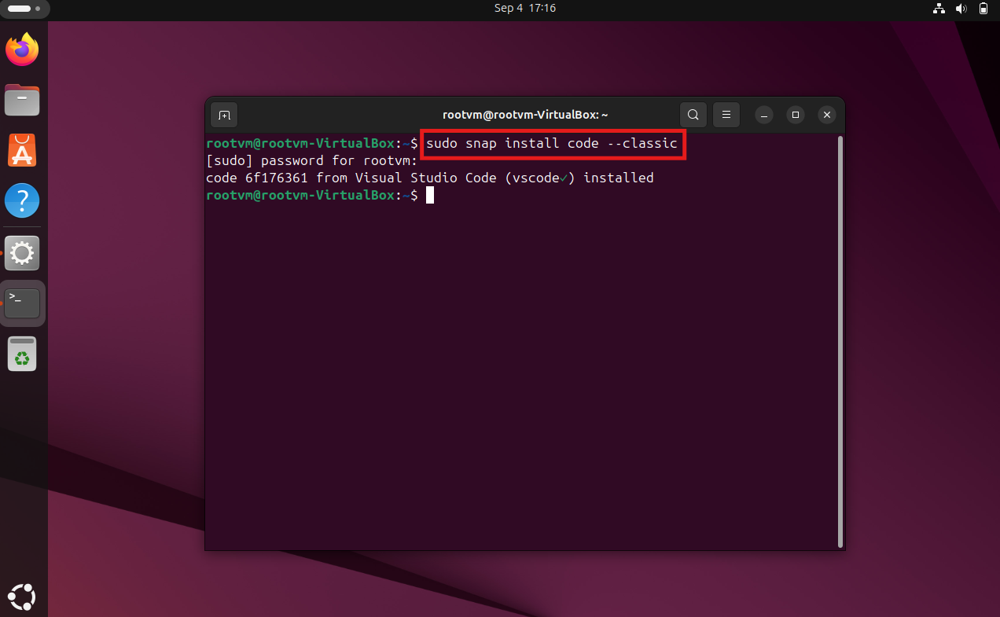 Sep 4 17:16
rootvm@rootvm-VirtualBox: ~
rootvm@rootvm-VirtualBox:~$ sudo snap install code --classic
[sudo] password for rootvm:
code 6f176361 from Visual Studio Code (vscode✓) installed
rootvm@rootvm-VirtualBox:~$